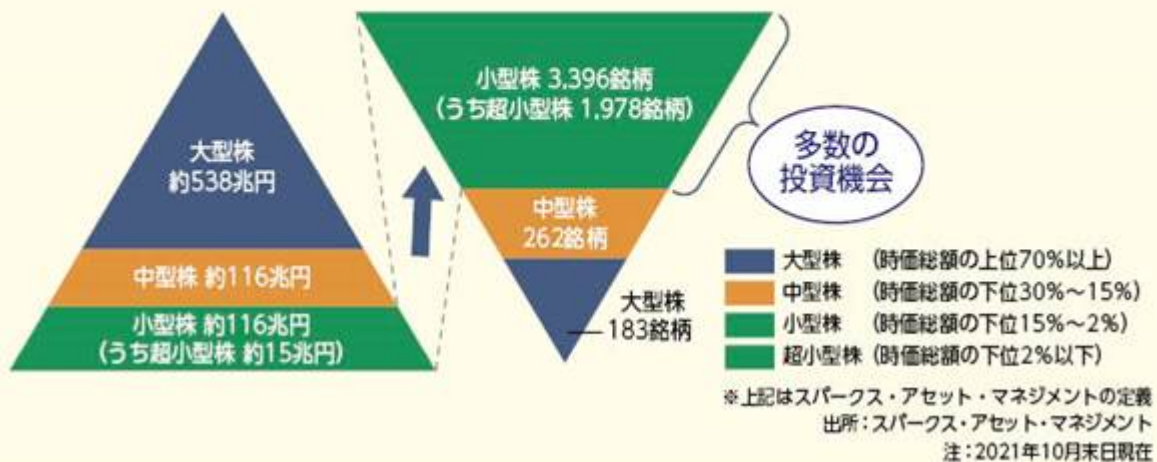 大型株
約538兆円
中型株 約116兆円
小型株 約116兆円
(うち超小型株 約15兆円)
小型株 3,396銘柄
(うち超小型株 1,978銘柄)
中型株
262銘柄
大型株
183銘柄
多数の
投資機会
大型株 (時価総額の上位70%以上)
中型株 (時価総額の下位30%~15%)
小型株 (時価総額の下位15%~2%)
超小型株 (時価総額の下位2%以下)
※上記はスパークス・アセット・マネジメントの定義
出所:スパークス・アセット・マネジメント
注:2021年10月末日現在